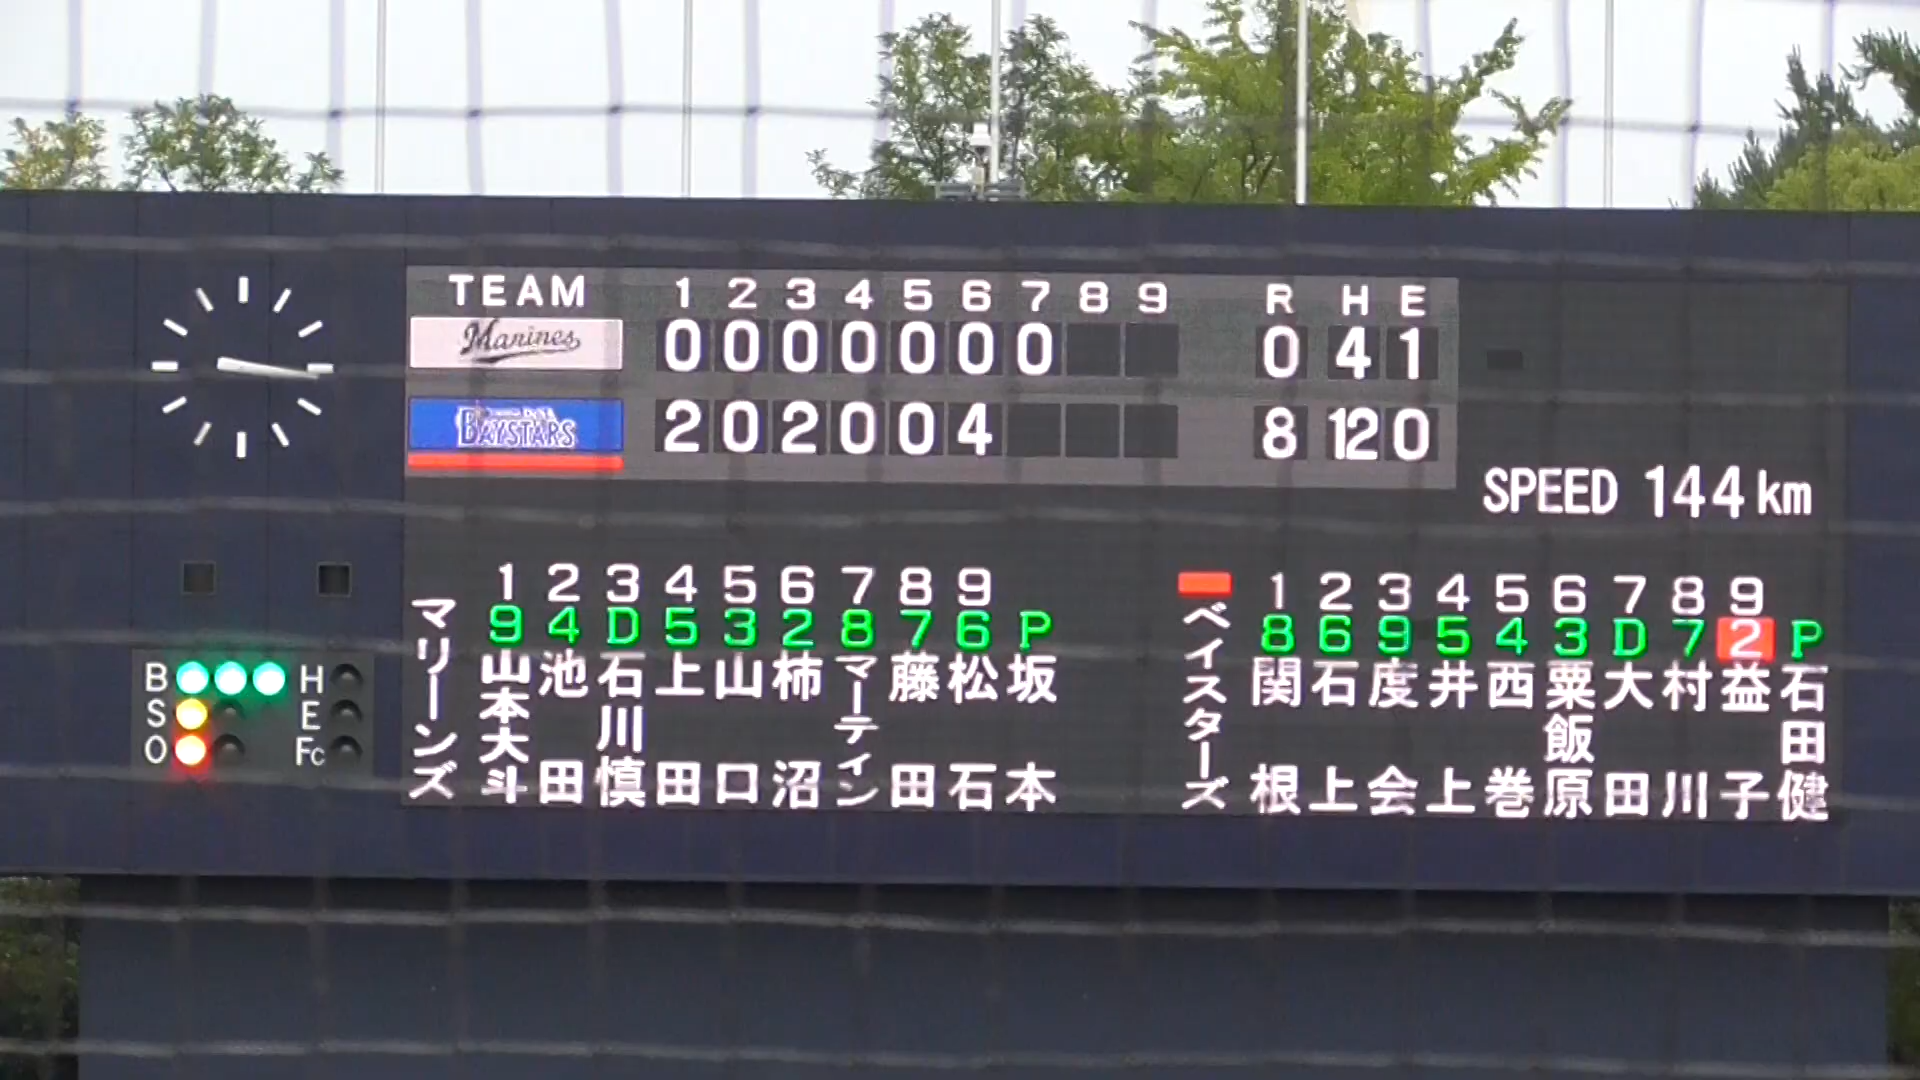 TEAM 1 2 3 4 5 6 7 8 9 R H E
Marines 0 0 0 0 0 0 0 0 4 1
BAYSTARS 2 0 2 0 0 4 8 12 0
SPEED 144 km
B H
S E
O Fc
マリーンズ
1 2 3 4 5 6 7 8 9
9 4 D 5 3 2 8 7 6 P
山本大斗
池田
石川慎
上田
山口
柿沼
マーティン
藤田
松石
坂本
ベイスターズ
1 2 3 4 5 6 7 8 9
8 6 9 5 4 3 D 7 2 P
関根
石上
度会
井上
西巻
粟飯原
大田
村川
益子
石田健